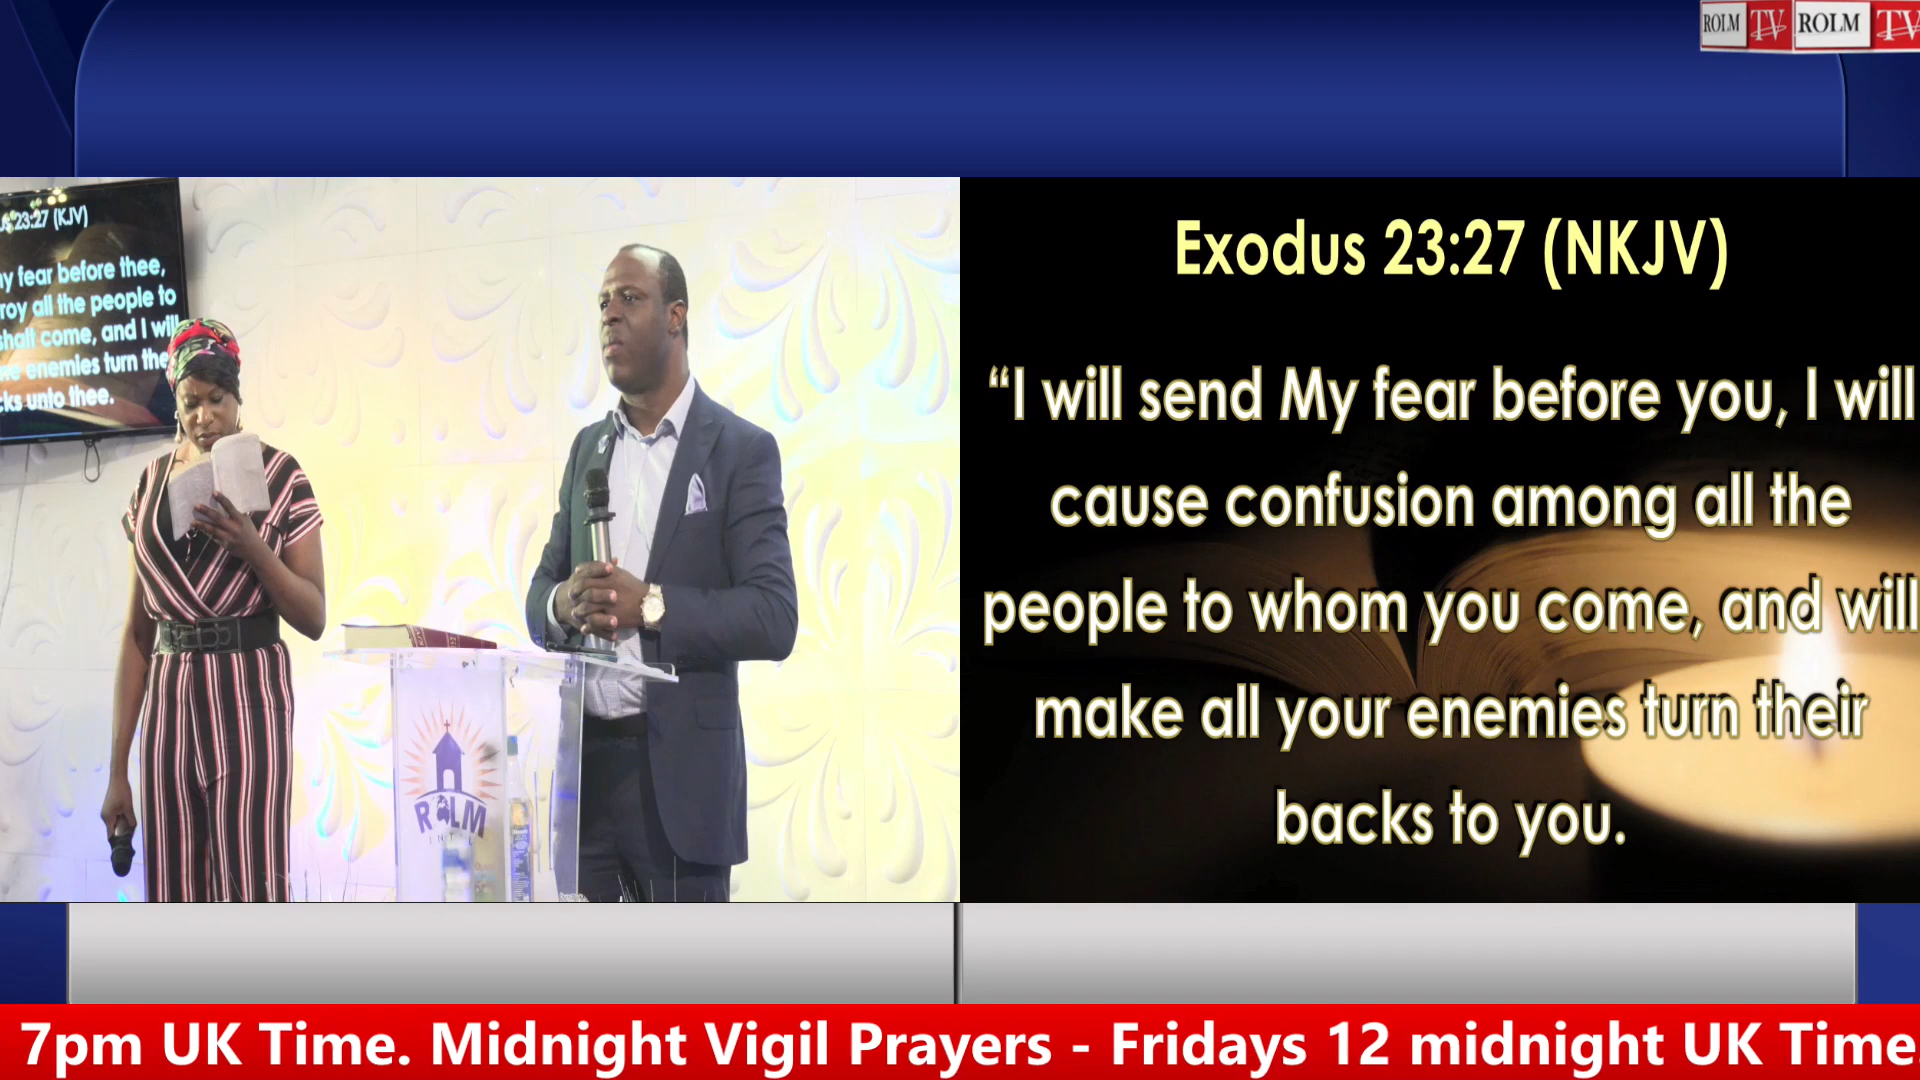 ROLM TV ROLM TV
23:27 (KJV)
fear before thee,
all the people to
shall come, and I will
enemies turn
unto thee.
Exodus 23:27 (NKJV)
“I will send My fear before you, I will
cause confusion among all the
people to whom you come, and will
make all your enemies turn their
backs to you.
ROLM
INT'L
7pm UK Time. Midnight Vigil Prayers - Fridays 12 midnight UK Time